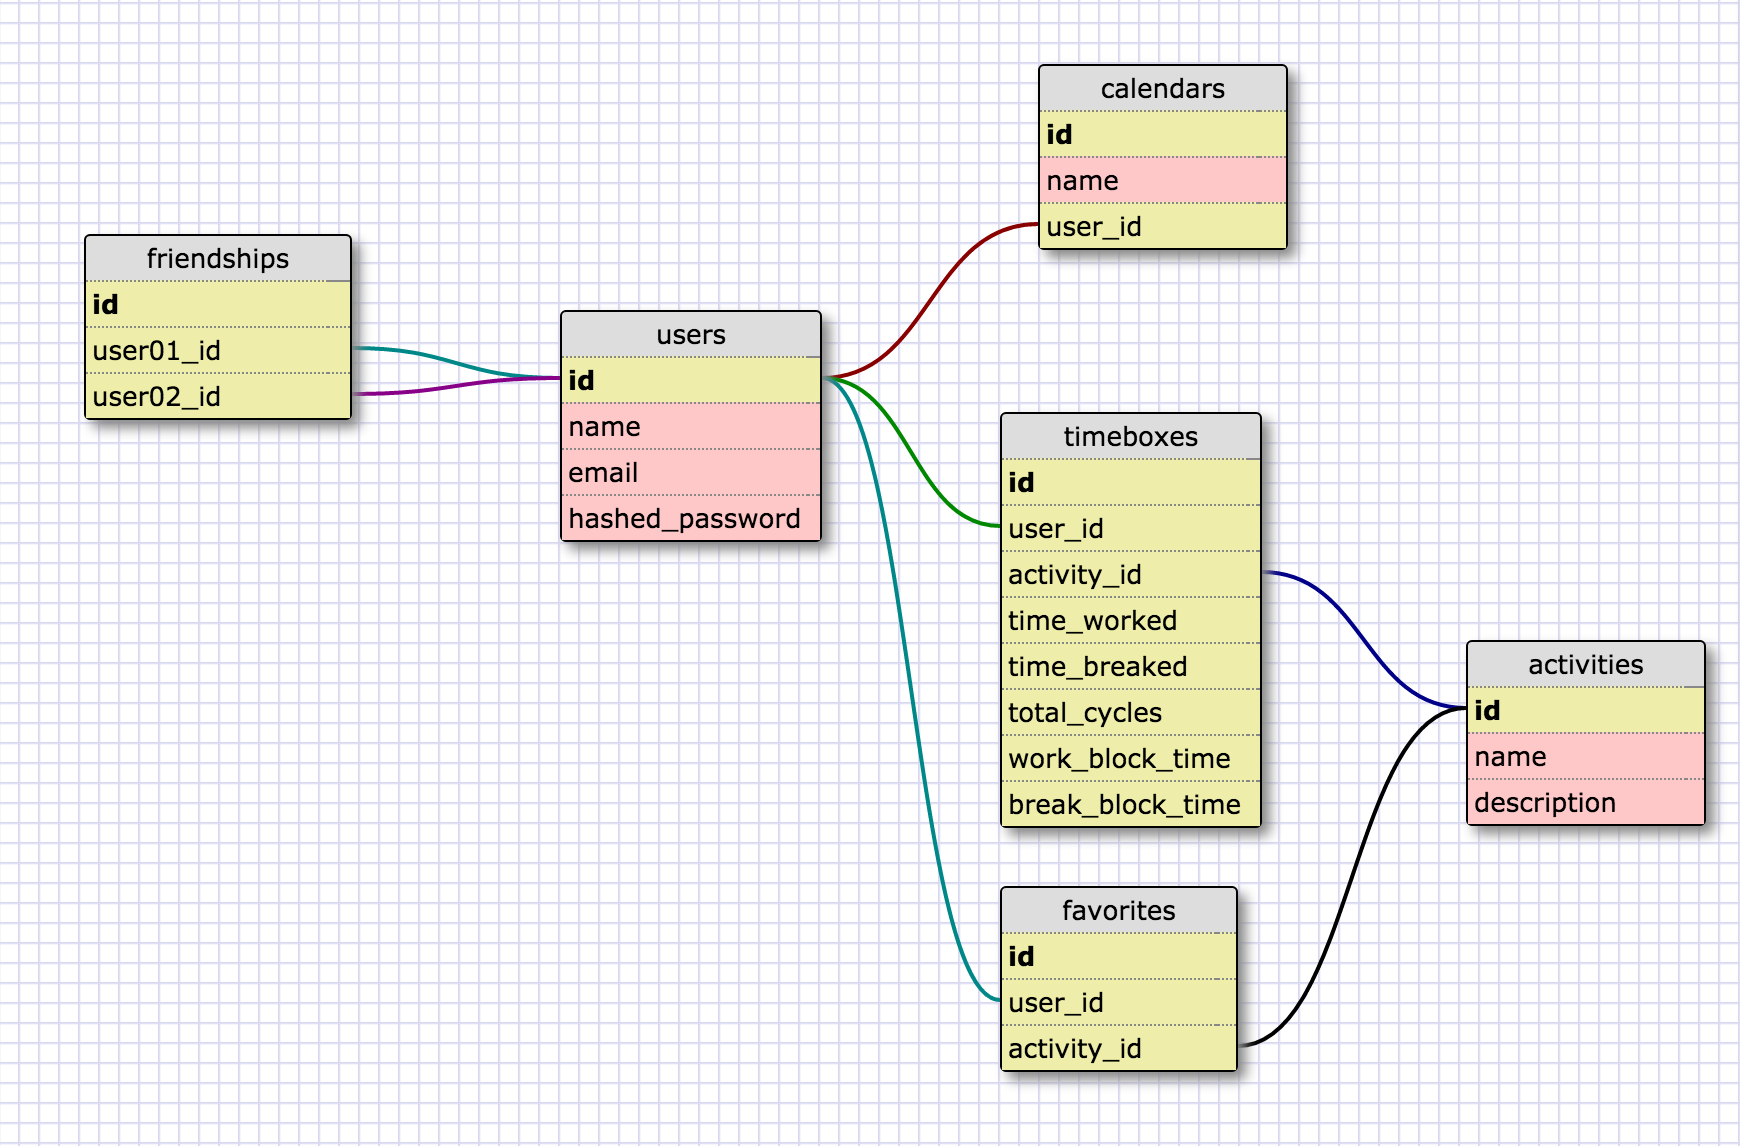 calendars
id
name
user_id
friendships
id
user01_id
user02_id
users
id
name
email
hashed_password
timeboxes
id
user_id
activity_id
time_worked
time_breaked
total_cycles
work_block_time
break_block_time
activities
id
name
description
favorites
id
user_id
activity_id